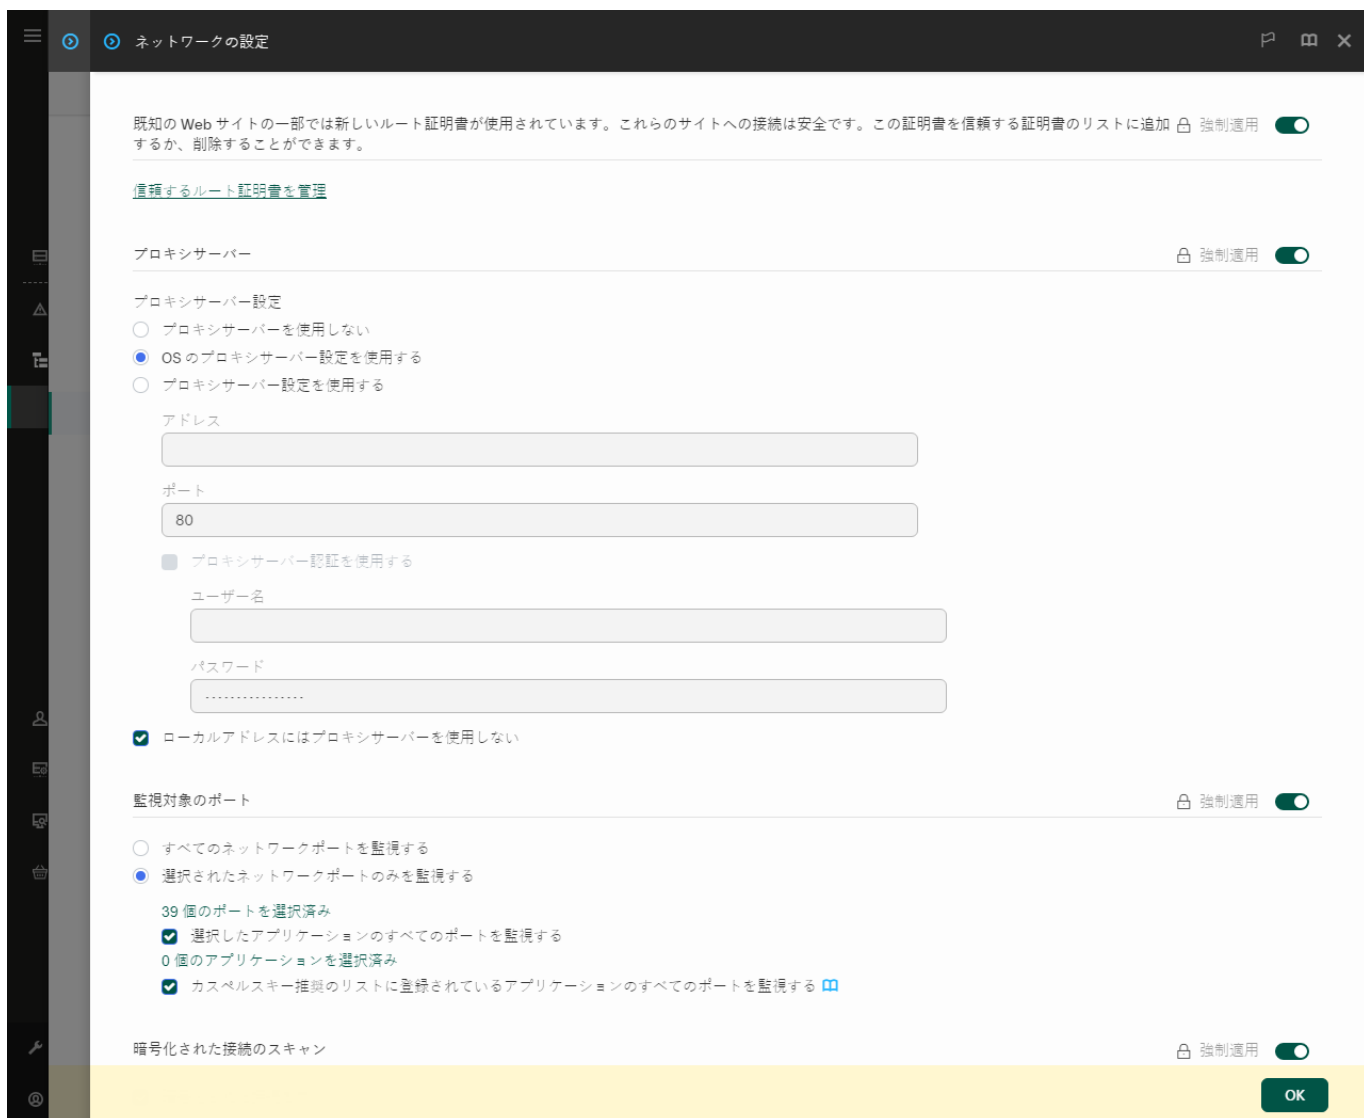 ネットワークの設定
既知の Web サイトの一部では新しいルート証明書が使用されています。これらのサイトへの接続は安全です。この証明書を信頼する証明書のリストに追加 強制適用
するか、削除することができます。
信頼するルート証明書を管理
プロキシサーバー 強制適用
プロキシサーバー設定
プロキシサーバーを使用しない
OS のプロキシサーバー設定を使用する
プロキシサーバー設定を使用する
アドレス
ポート
80
プロキシサーバー認証を使用する
ユーザー名
パスワード
ローカルアドレスにはプロキシサーバーを使用しない
監視対象のポート 強制適用
すべてのネットワークポートを監視する
選択されたネットワークポートのみを監視する
39 個のポートを選択済み
選択したアプリケーションのすべてのポートを監視する
0 個のアプリケーションを選択済み
カスペルスキー推奨のリストに登録されているアプリケーションのすべてのポートを監視する
暗号化された接続のスキャン 強制適用
OK